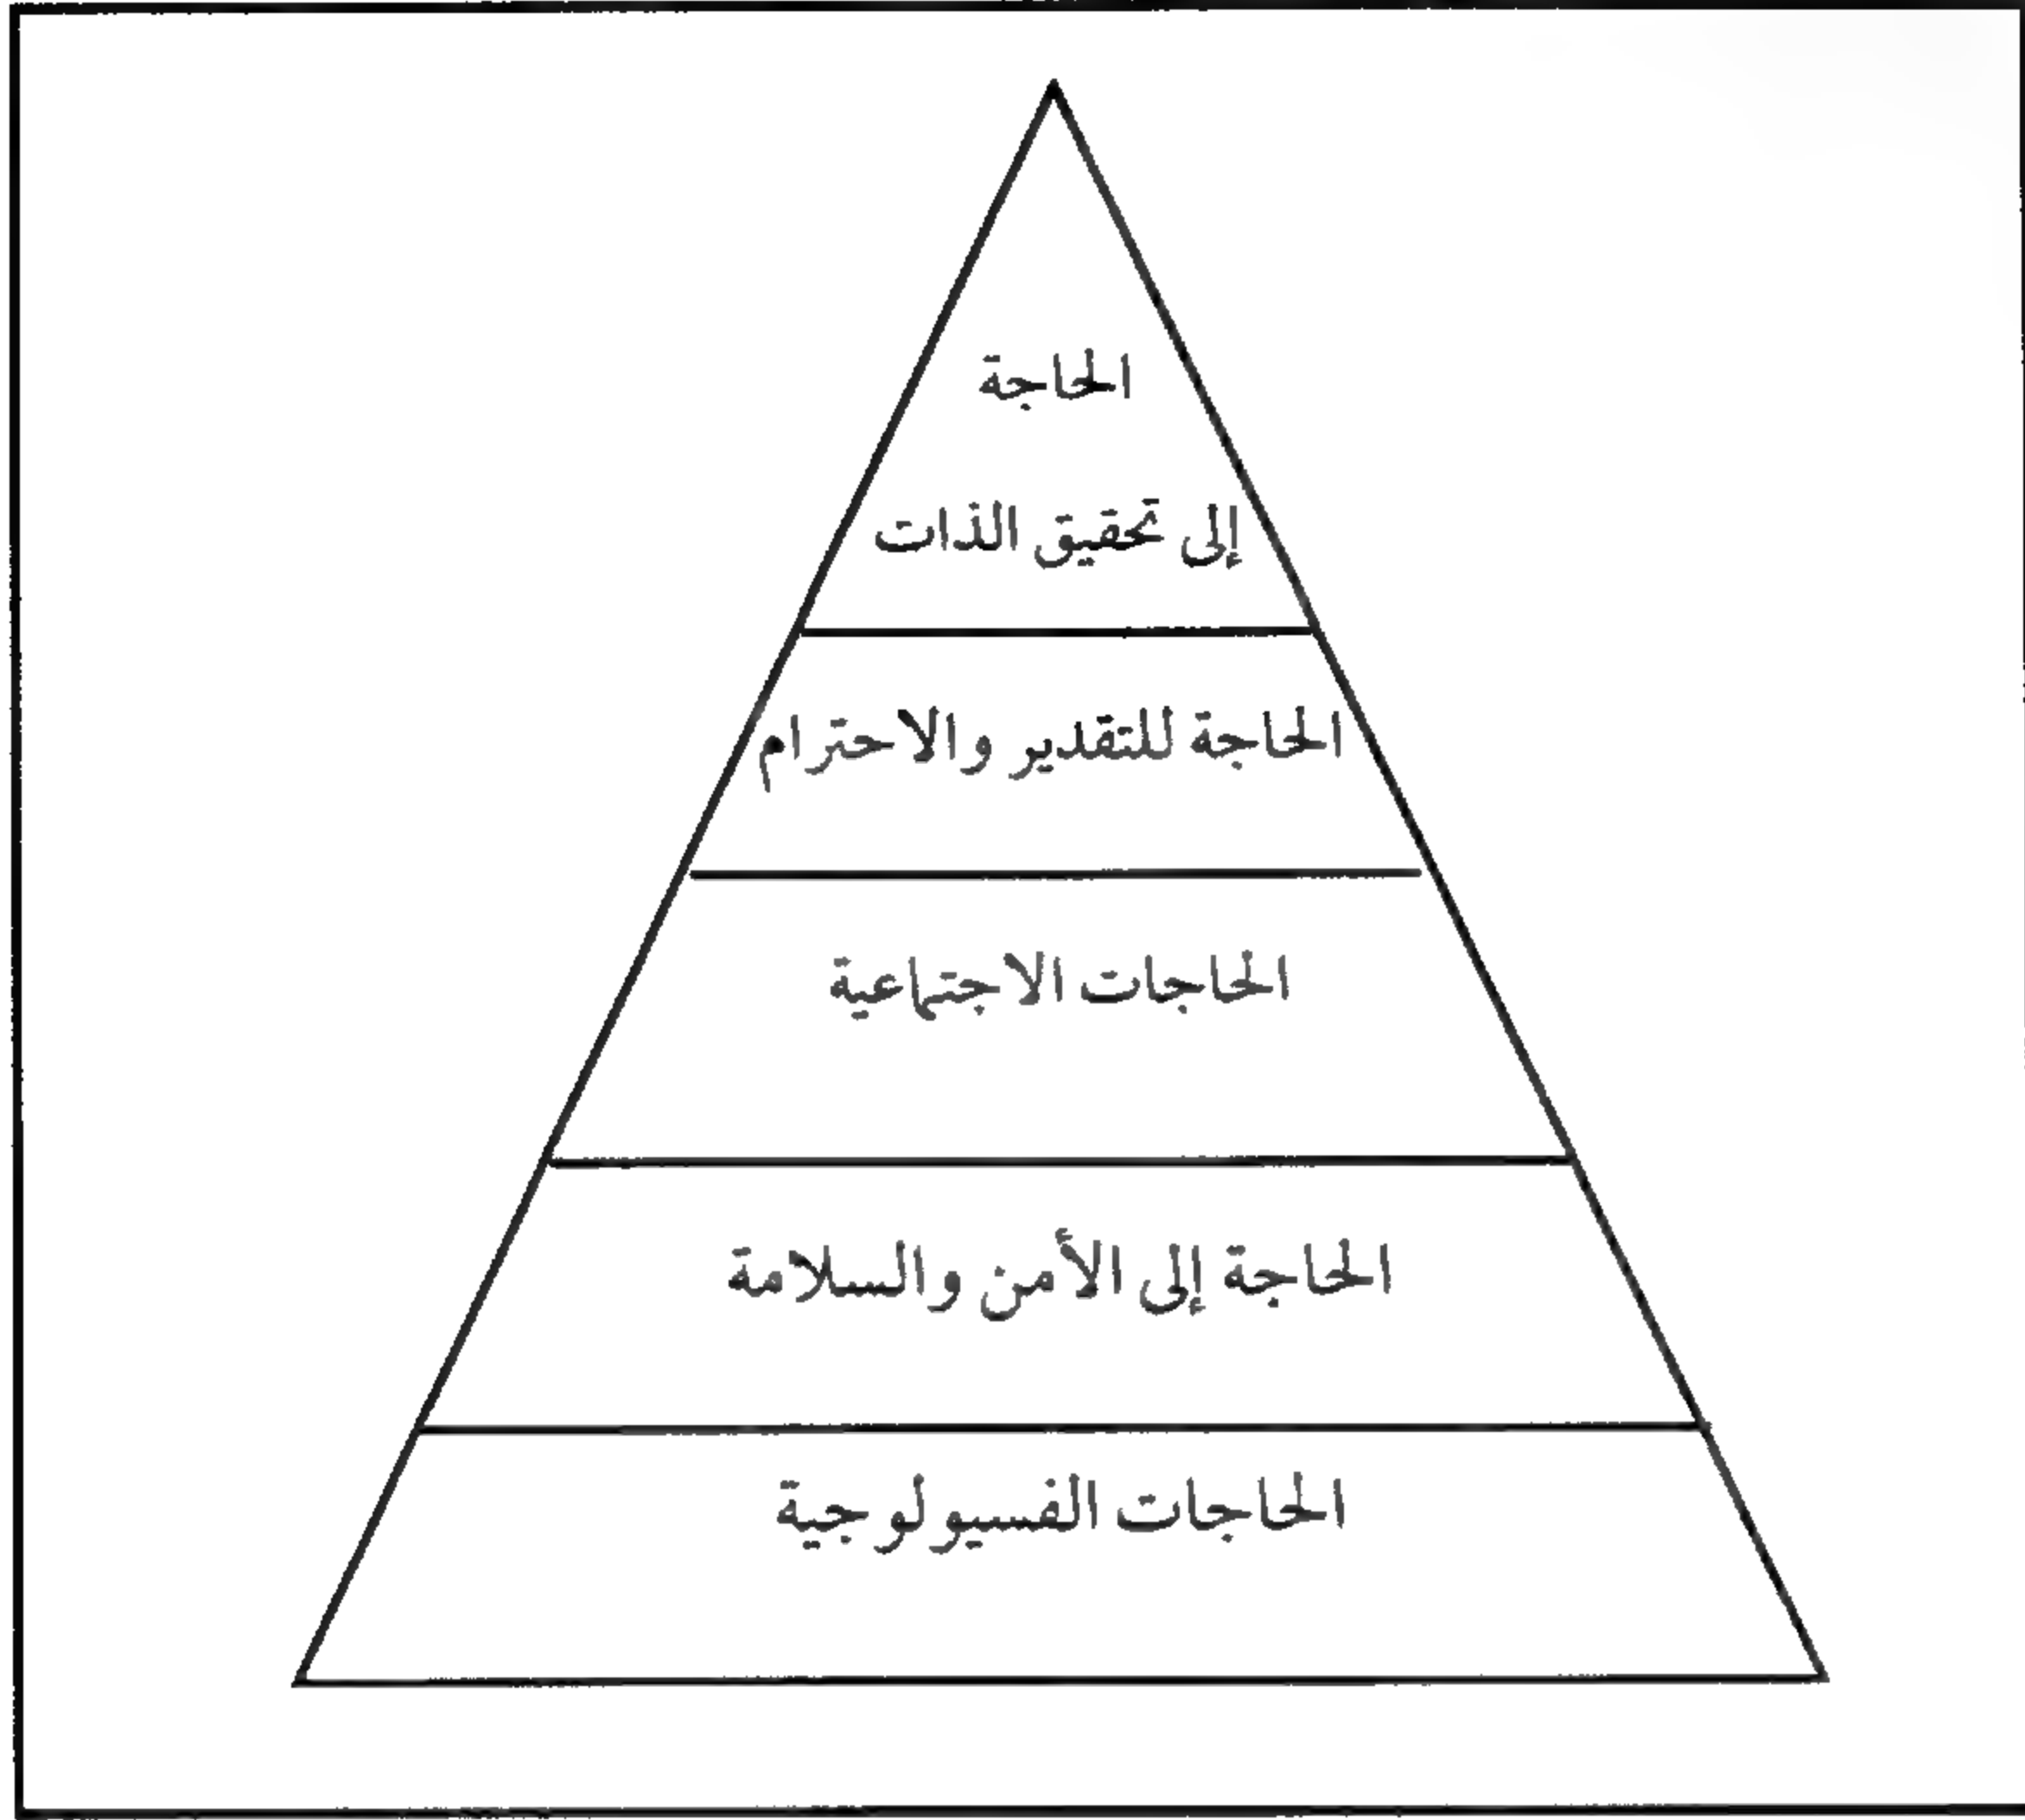 الحاجة
إلى تحقيق الذات
الحاجة للتقدير والاحترام
الحاجات الاجتماعية
الحاجة إلى الأمن والسلامة
الحاجات الفسيولوجية